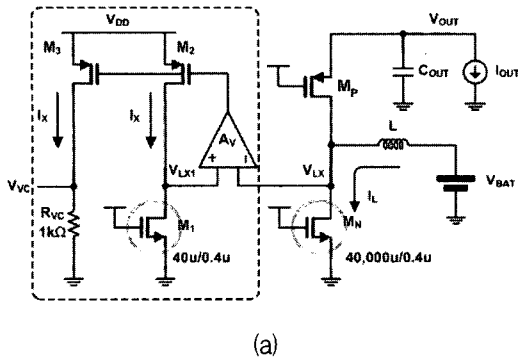 V_DD
M_3
M_2
V_OUT
M_P
C_OUT
I_OUT
I_X
I_X
A_V
+
-
L
V_VC
V_LX1
V_LX
I_L
V_BAT
R_VC
1kΩ
M_1
M_N
40u/0.4u
40,000u/0.4u
(a)